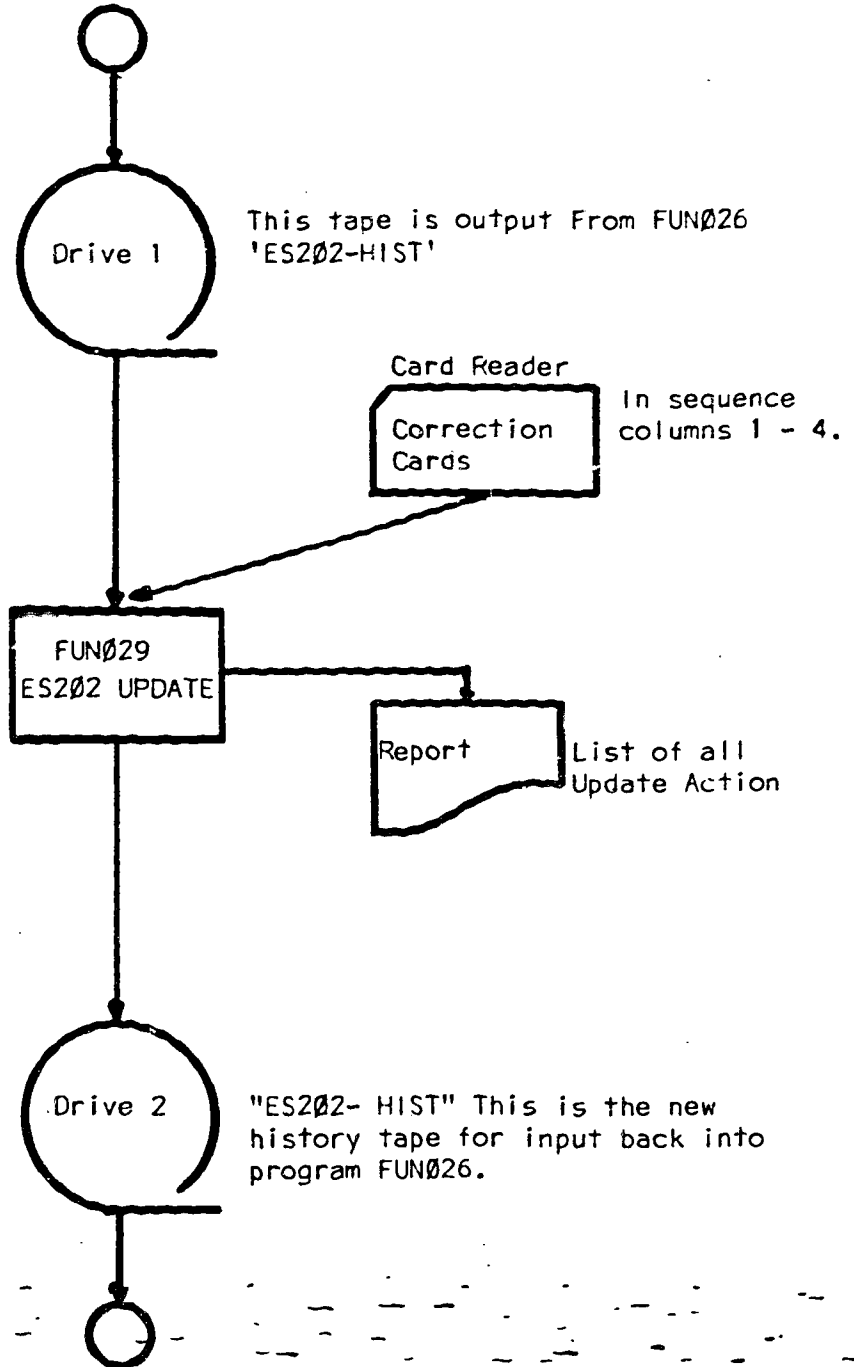 This tape is output From FUNØ26
'ES2Ø2-HIST'
Drive 1
Card Reader
Correction
Cards
In sequence
columns 1 - 4.
FUNØ29
ES2Ø2 UPDATE
Report
List of all
Update Action
Drive 2
"ES2Ø2- HIST" This is the new
history tape for input back into
program FUNØ26.